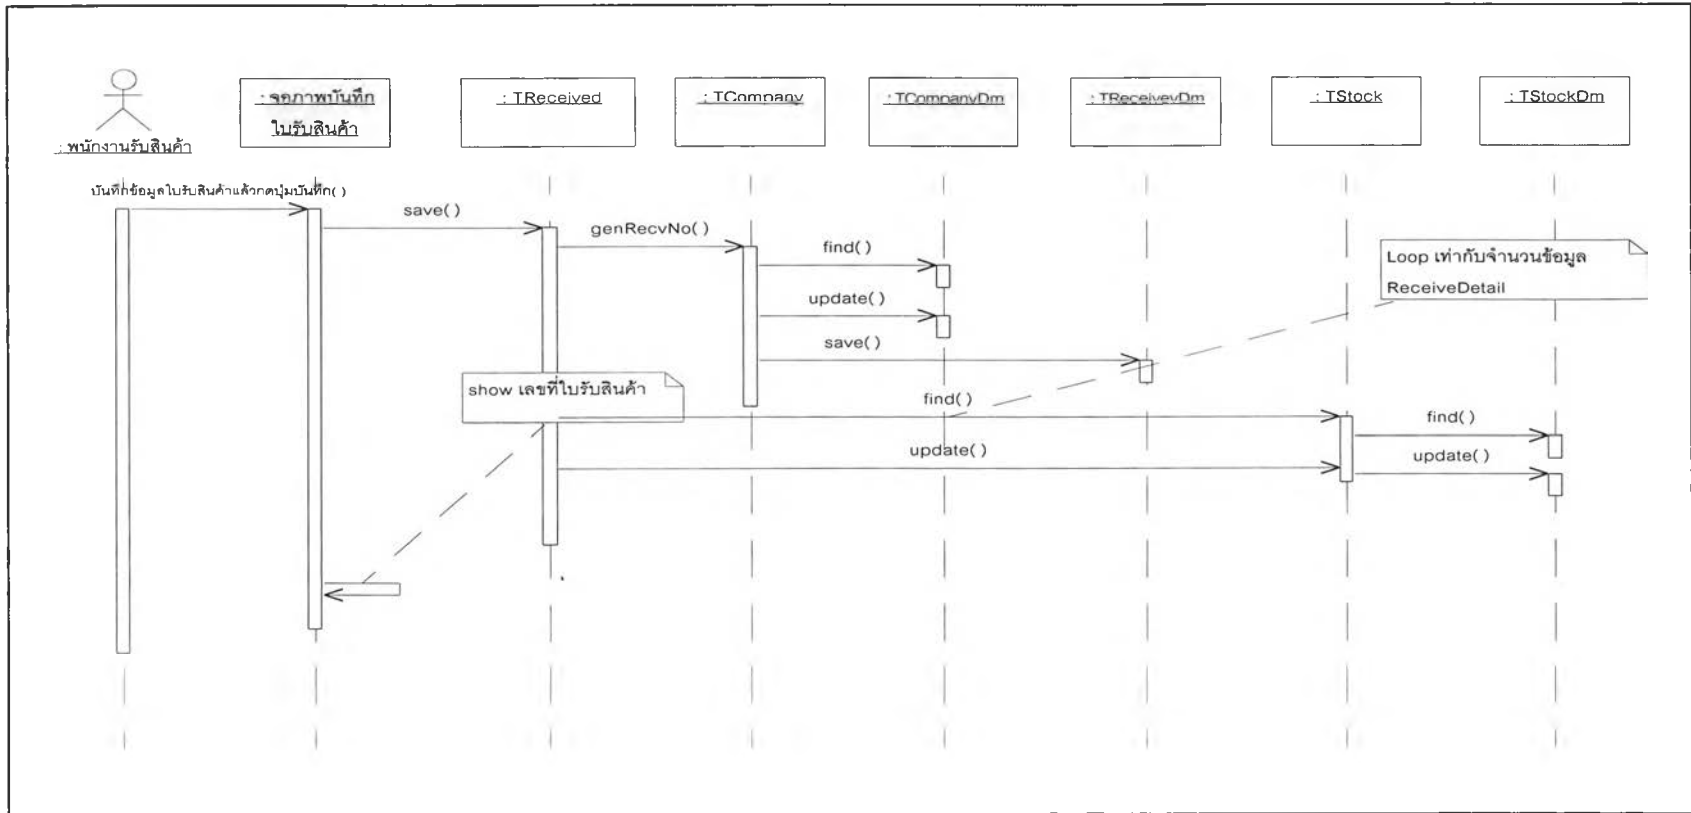 : จอภาพบันทึก
ใบรับสินค้า
: TReceived
: TCompany
: TCompanyDm
: TReceiveyDm
: TStock
: TStockDm
: พนักงานรับสินค้า
บันทึกข้อมูลใบรับสินค้าแล้วกดปุ่มบันทึก( )
save( )
genRecvNo( )
find( )
Loop เท่ากับจำนวนข้อมูล
ReceiveDetail
update( )
save( )
show เลขที่ใบรับสินค้า
find( )
find( )
update( )
update( )